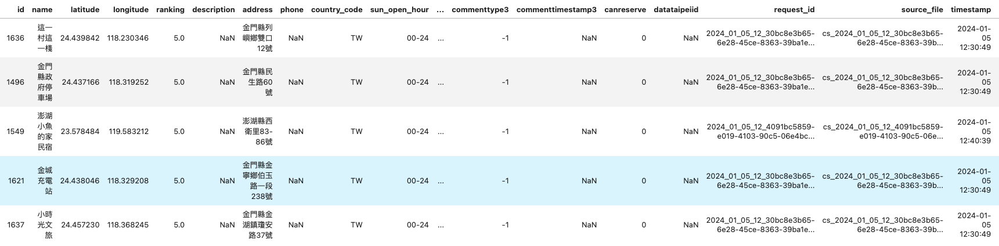 id name latitude longitude ranking description address phone country_code sun_open_hour ... commenttype3 commenttimestamp3 canreserve datataipeiid request_id source_file timestamp
1636 這一村這一棧 24.439842 118.230346 5.0 NaN 金門縣列嶼鄉雙口12號 NaN TW 00-24 ... -1 NaN 0 NaN 2024_01_05_12_30bc8e3b65-6e28-45ce-8363-39ba1e... cs_2024_01_05_12_30bc8e3b65-6e28-45ce-8363-39b... 2024-01-05 12:30:49
1496 金門縣政府停車場 24.437166 118.319252 5.0 NaN 金門縣民生路60號 NaN TW 00-24 ... -1 NaN 0 NaN 2024_01_05_12_30bc8e3b65-6e28-45ce-8363-39ba1e... cs_2024_01_05_12_30bc8e3b65-6e28-45ce-8363-39b... 2024-01-05 12:30:49
1549 澎湖小魚的家民宿 23.578484 119.583212 5.0 NaN 澎湖縣西衛里83-86號 NaN TW 00-24 ... -1 NaN 0 NaN 2024_01_05_12_4091bc5859-e019-4103-90c5-06e4bc... cs_2024_01_05_12_4091bc5859-e019-4103-90c5-06e... 2024-01-05 12:40:39
1621 金城充電站 24.438046 118.329208 5.0 NaN 金門縣金寧鄉伯玉路一段238號 NaN TW 00-24 ... -1 NaN 0 NaN 2024_01_05_12_30bc8e3b65-6e28-45ce-8363-39ba1e... cs_2024_01_05_12_30bc8e3b65-6e28-45ce-8363-39b... 2024-01-05 12:30:49
1637 小時光文旅 24.457230 118.368245 5.0 NaN 金門縣金湖鎮瓊安路37號 NaN TW 00-24 ... -1 NaN 0 NaN 2024_01_05_12_30bc8e3b65-6e28-45ce-8363-39ba1e... cs_2024_01_05_12_30bc8e3b65-6e28-45ce-8363-39b... 2024-01-05 12:30:49